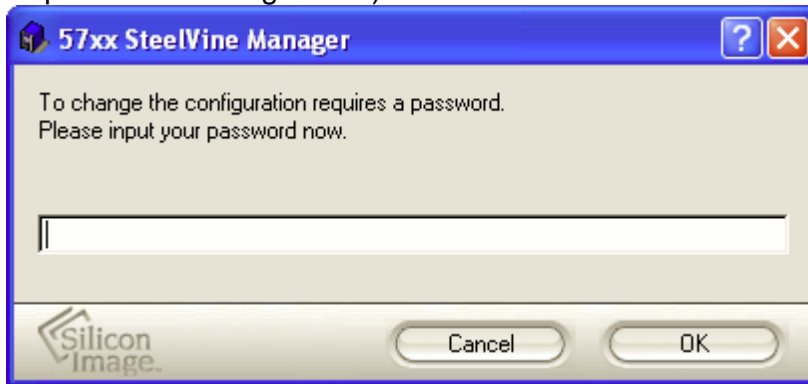 57xx SteelVine Manager
?
To change the configuration requires a password.
Please input your password now.
Silicon
Image.
Cancel
OK